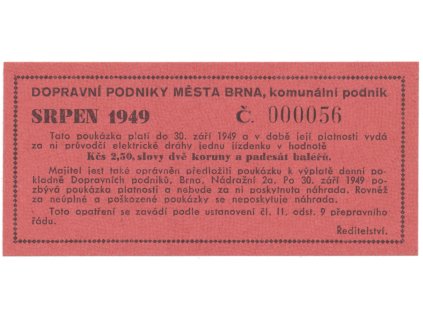 DOPRAVNÍ PODNIKY MĚSTA BRNA, komunální podnik
SRPEN 1949 Č. 000056
Tato poukázka platí do 30. září 1949 a v době její platnosti vydá
za ni průvodčí elektrické dráhy jednu jízdenku v hodnotě
Kčs 2,50, slovy dvě koruny a padesát haléřů.
Majitel jest také oprávněn předložiti poukázku k výplatě denní po-
kladně Dopravních podniků, Brno, Nádražní 2a. Po 30. září 1949 po-
zbývá poukázka platnosti a nebude za ni poskytnuta náhrada. Rovněž
za neúplné a poškozené poukázky se neposkytuje náhrada.
Toto opatření se zavádí podle ustanovení čl. 11. odst. 9 přepravního
řádu.
Ředitelství.